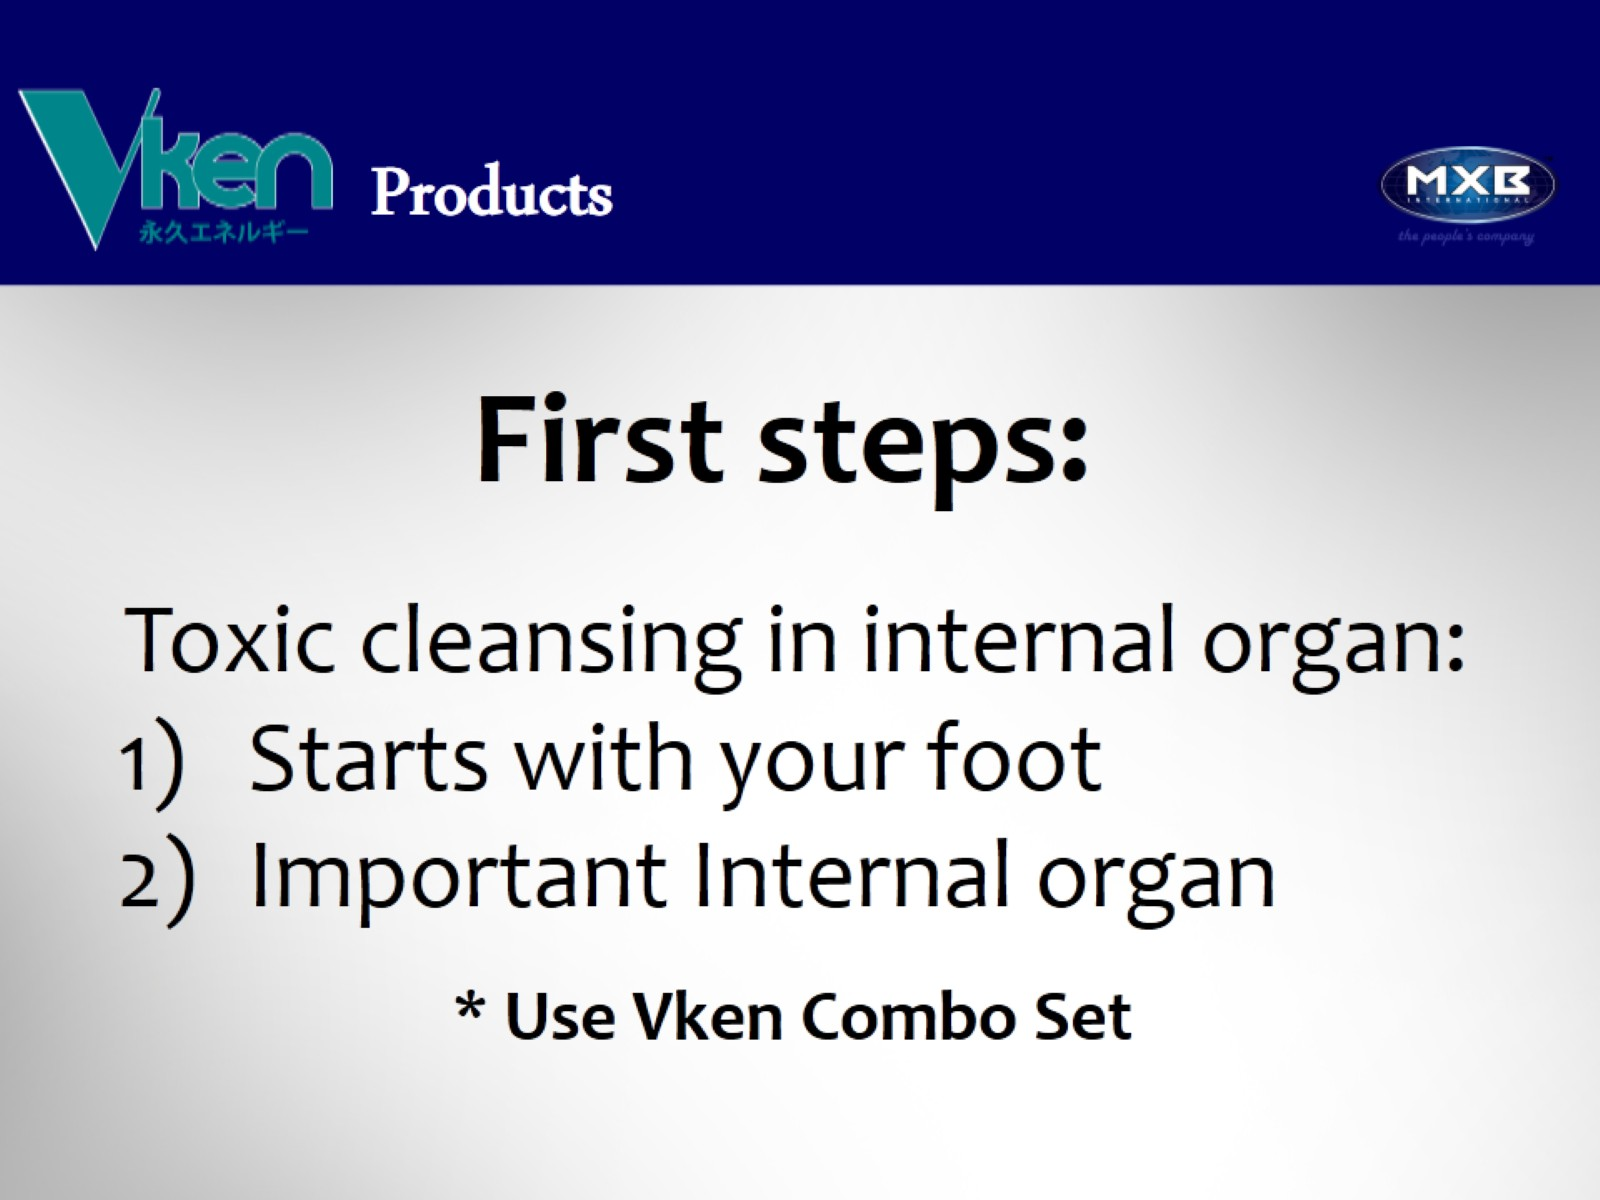 Vken
永久エネルギー
Products
MXB
INTERNATIONAL
the people's company
First steps:
Toxic cleansing in internal organ:
1) Starts with your foot
2) Important Internal organ
* Use Vken Combo Set